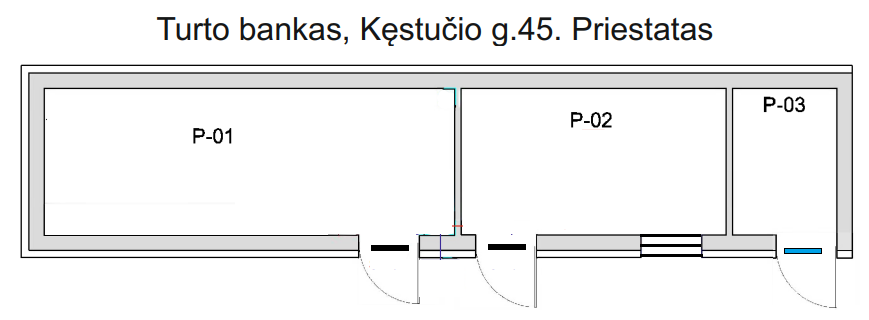 Turto bankas, Kęstučio g.45. Priestatas
P-01
P-02
P-03